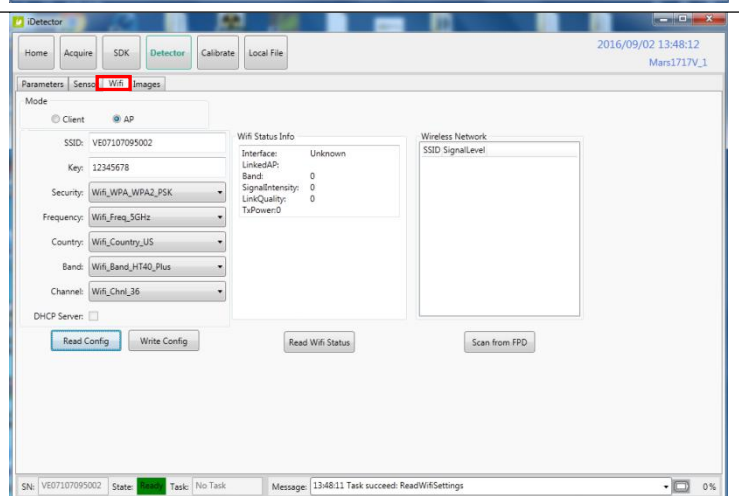 iDetector
Home Acquire SDK Detector Calibrate Local File
2016/09/02 13:48:12
Mars1717V_1
Parameters Senso Wifi Images
Mode
Client AP
SSID: VE07107095002
Key: 12345678
Security: Wifi_WPA_WPA2_PSK
Frequency: Wifi_Freq_5GHz
Country: Wifi_Country_US
Band: Wifi_Band_HT40_Plus
Channel: Wifi_Chnl_36
DHCP Server:
Read Config Write Config
Wifi Status Info
Interface: Unknown
LinkedAP:
Band: 0
SignalIntensity: 0
LinkQuality: 0
TxPower:0
Read Wifi Status
Wireless Network
SSID SignalLevel
Scan from FPD
SN: VE07107095002 State: Ready Task: No Task Message: 13:48:11 Task succeed: ReadWifiSettings 0%